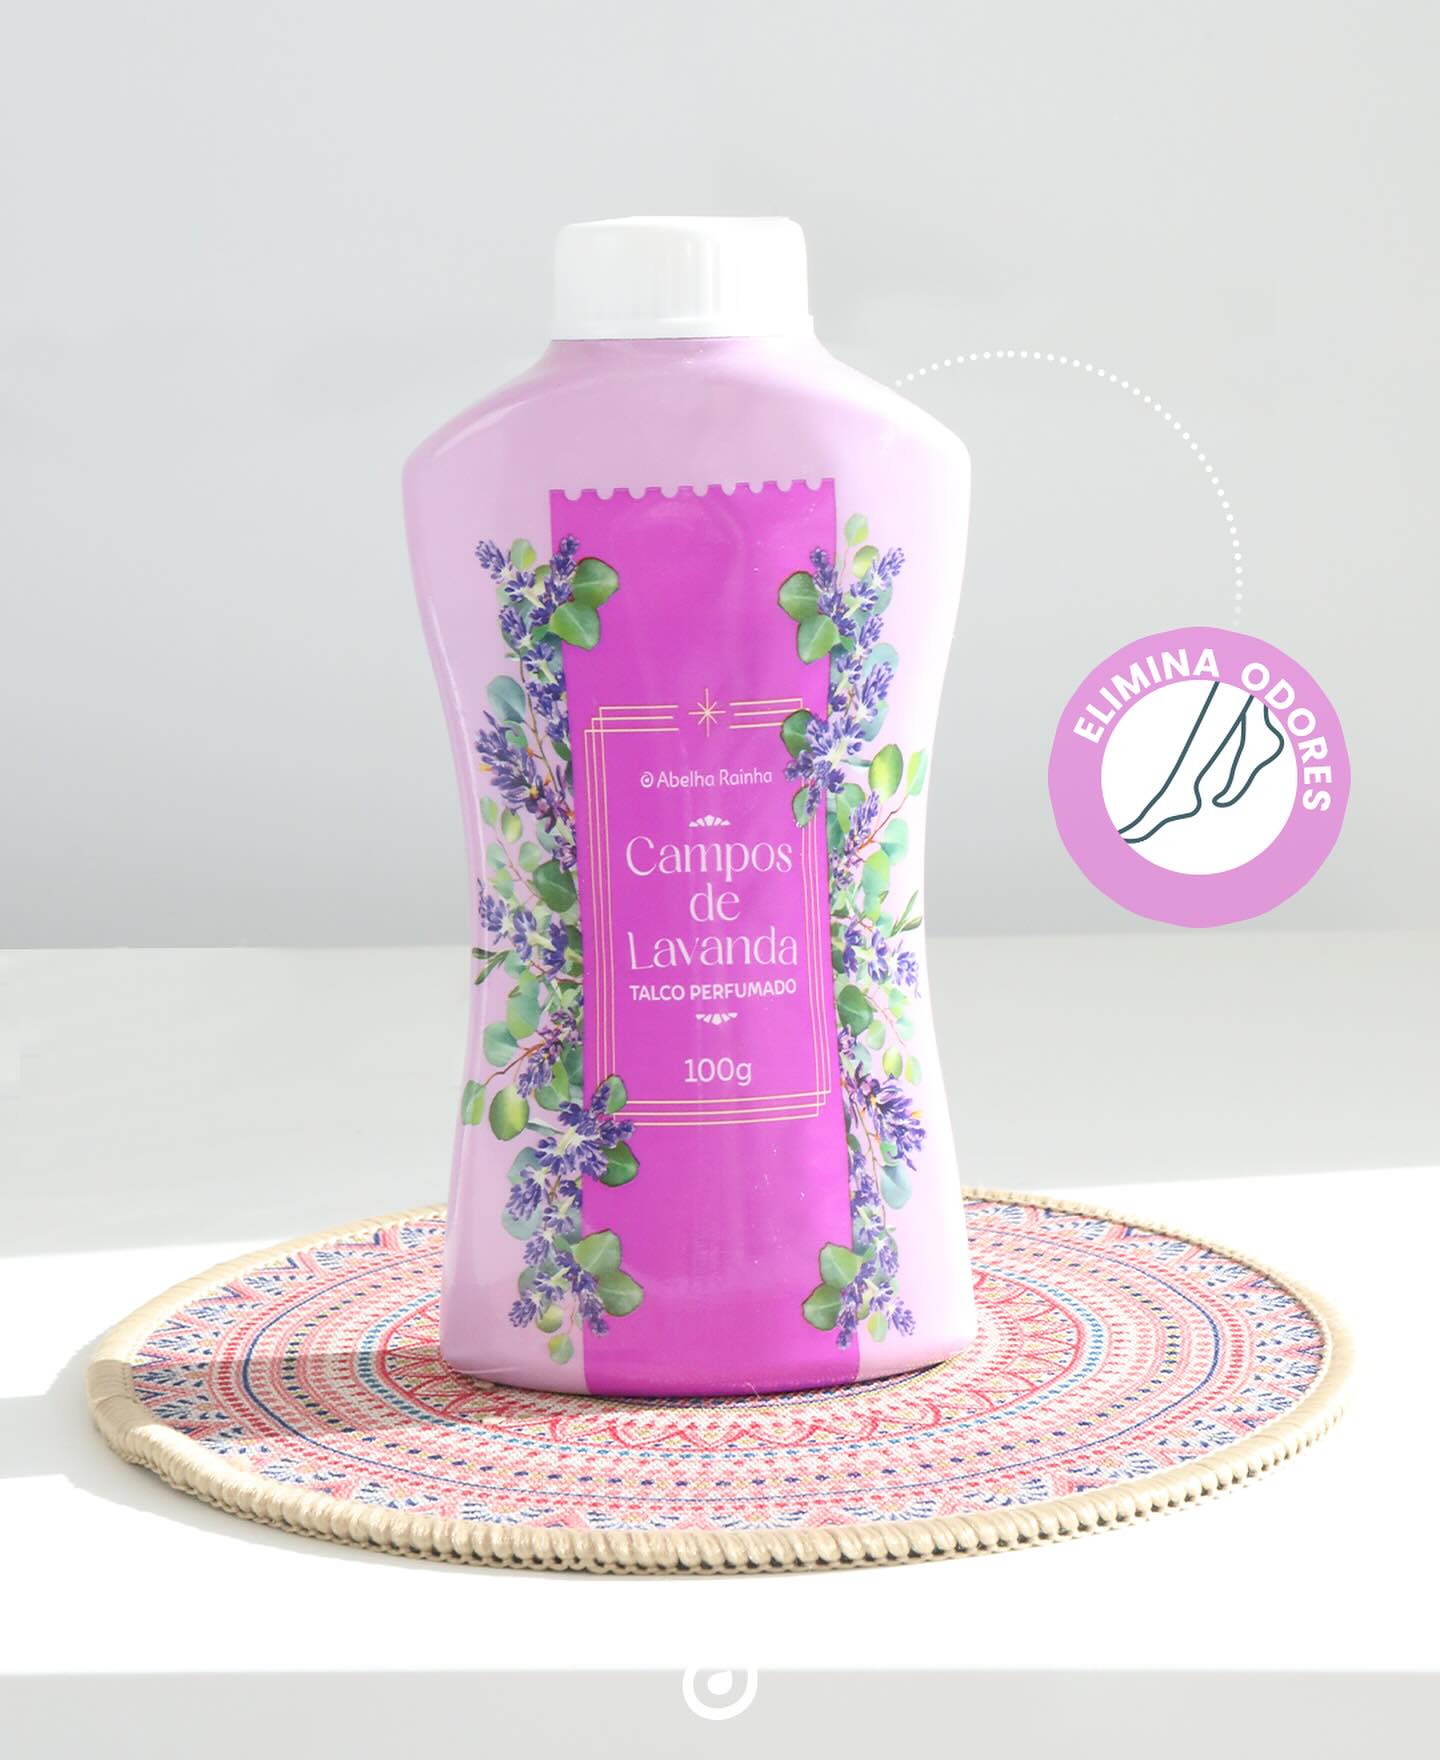 Abelha Rainha
Campos
de
Lavanda
TALCO PERFUMADO
100g
ELIMINA ODORES